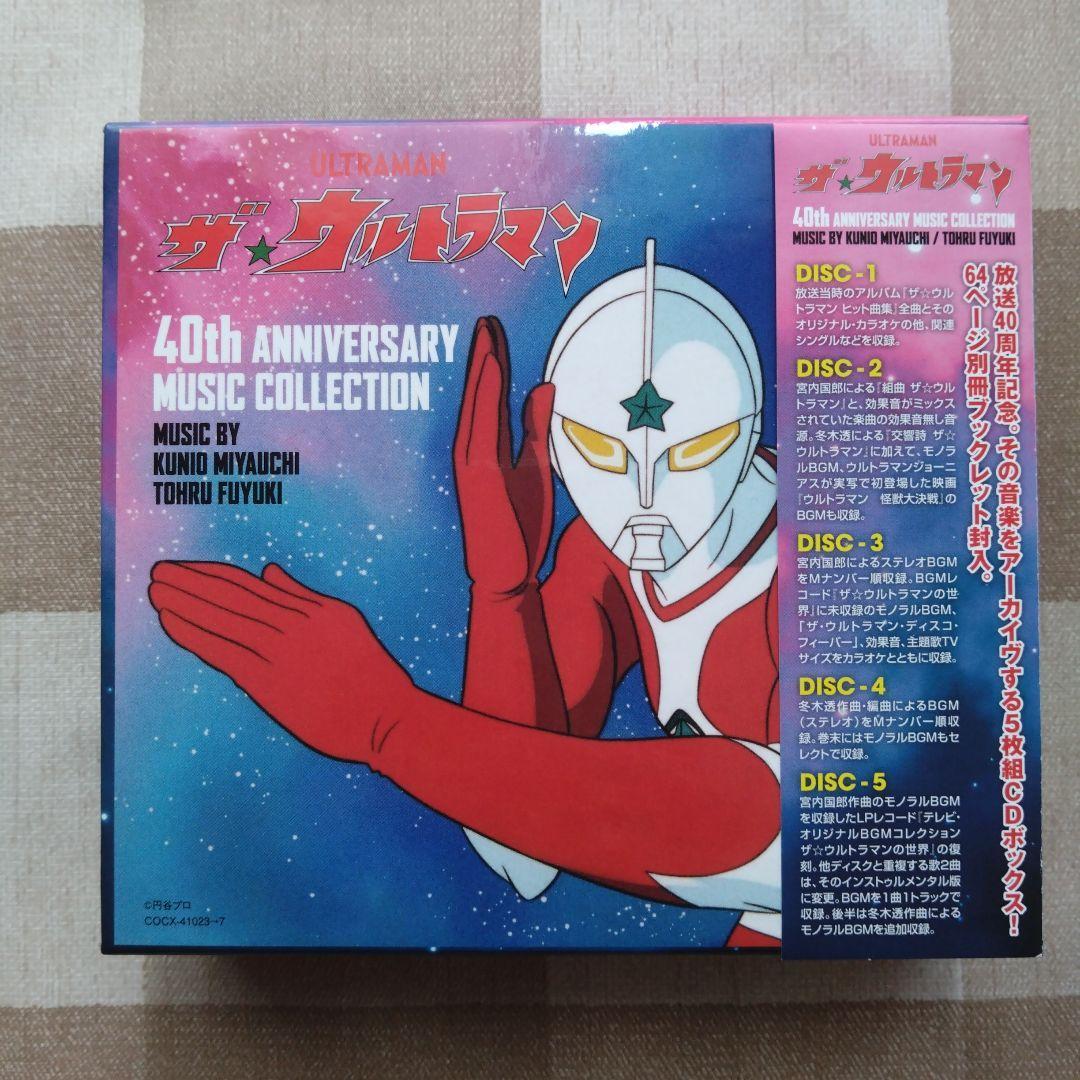 ULTRAMAN
ザ★ウルトラマン
40th ANNIVERSARY
MUSIC COLLECTION
MUSIC BY
KUNIO MIYAUCHI
TOHRU FUYUKI
©円谷プロ
COCX-41023→7
ULTRAMAN
ザ★ウルトラマン
40th ANNIVERSARY MUSIC COLLECTION
MUSIC BY KUNIO MIYAUCHI / TOHRU FUYUKI
放送40周年記念。その音楽をアーカイヴする5枚組CDボックス!
64ページ別冊ブックレット封入。
DISC-1
放送当時のアルバム『ザ☆ウル
トラマン ヒット曲集』全曲とその
オリジナル・カラオケの他、関連
シングルなどを収録。
DISC-2
宮内国郎による『組曲 ザ☆ウル
トラマン』と、効果音がミックス
されていた楽曲の効果音無し音
源。冬木透による『交響詩 ザ☆
ウルトラマン』に加えて、モノラ
ルBGM、ウルトラマンジョーニ
アスが実写で初登場した映画
『ウルトラマン 怪獣大決戦』の
BGMも収録。
DISC-3
宮内国郎によるステレオBGM
をMナンバー順収録。BGMレ
コード『ザ☆ウルトラマンの世
界』に未収録のモノラルBGM、
「ザ・ウルトラマン・ディスコ・
フィーバー」、効果音、主題歌TV
サイズをカラオケとともに収録。
DISC-4
冬木透作曲・編曲によるBGM
(ステレオ)をMナンバー順収
録。巻末にはモノラルBGMもセ
レクトで収録。
DISC-5
宮内国郎作曲のモノラルBGM
を収録したLPレコード『テレビ・
オリジナルBGMコレクション
ザ☆ウルトラマンの世界』の復
刻。他ディスクと重複する歌2曲
は、そのインストゥルメンタル版
に変更。BGMを1曲1トラックで
収録。後半は冬木透作曲による
モノラルBGMを追加収録。